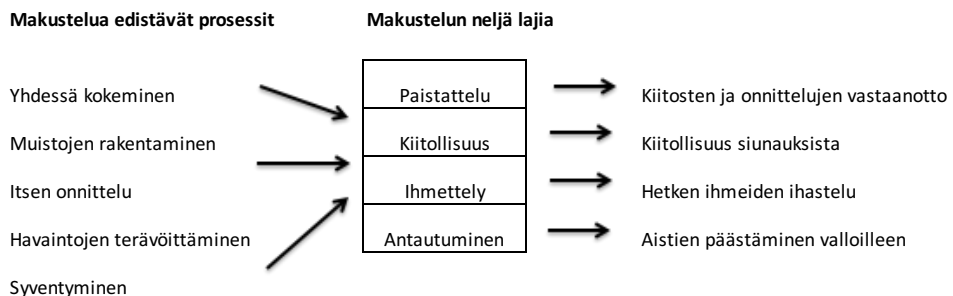 Makustelua edistävät prosessit Makustelun neljä lajia
Yhdessä kokeminen Paistattelu Kiitosten ja onnittelujen vastaanotto
Muistojen rakentaminen Kiitollisuus Kiitollisuus siunauksista
Itsen onnittelu Ihmettely Hetken ihmeiden ihastelu
Havaintojen terävöittäminen Antautuminen Aistien päästäminen valloilleen
Syventyminen